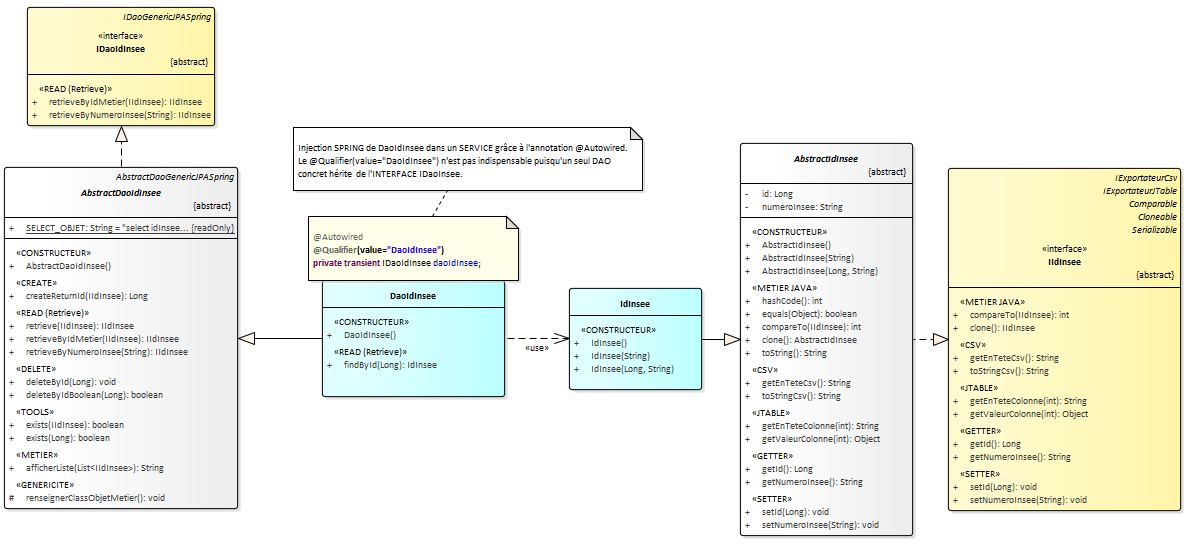 IDaoGenericJPASpring
«interface»
IDaoIdInsee
{abstract}
«READ (Retrieve)»
+ retrieveByIdMetier(IIdInsee): IIdInsee
+ retrieveByNumeroInsee(String): IIdInsee
AbstractDaoGenericJPASpring
AbstractDaoIdInsee
{abstract}
+ SELECT_OBJET: String = "select idInsee... {readOnly}
«CONSTRUCTEUR»
+ AbstractDaoIdInsee()
«CREATE»
+ createReturnId(IIdInsee): Long
«READ (Retrieve)»
+ retrieve(IIdInsee): IIdInsee
+ retrieveByIdMetier(IIdInsee): IIdInsee
+ retrieveByNumeroInsee(String): IIdInsee
«DELETE»
+ deleteById(Long): void
+ deleteByIdBoolean(Long): boolean
«TOOLS»
+ exists(IIdInsee): boolean
+ exists(Long): boolean
«METIER»
+ afficherListe(List<IIdInsee>): String
«GENERICITE»
# renseignerClassObjetMetier(): void
Injection SPRING de DaoIdInsee dans un SERVICE grâce à l'annotation @Autowired.
Le @Qualifier(value="DaoIdInsee") n'est pas indispensable puisqu'un seul DAO
concret hérite de l'INTERFACE IDaoInsee.
@Autowired
@Qualifier(value="DaoIdInsee")
private transient IDaoIdInsee daoIdInsee;
DaoIdInsee
«CONSTRUCTEUR»
+ DaoIdInsee()
«READ (Retrieve)»
+ findById(Long): IdInsee
«use»
IdInsee
«CONSTRUCTEUR»
+ IdInsee()
+ IdInsee(String)
+ IdInsee(Long, String)
AbstractIdInsee
{abstract}
- id: Long
- numeroInsee: String
«CONSTRUCTEUR»
+ AbstractIdInsee()
+ AbstractIdInsee(String)
+ AbstractIdInsee(Long, String)
«METIER JAVA»
+ hashCode(): int
+ equals(Object): boolean
+ compareTo(IIdInsee): int
+ clone(): AbstractIdInsee
+ toString(): String
«CSV»
+ getEnTeteCsv(): String
+ toStringCsv(): String
«JTABLE»
+ getEnTeteColonne(int): String
+ getValeurColonne(int): Object
«GETTER»
+ getId(): Long
+ getNumeroInsee(): String
«SETTER»
+ setId(Long): void
+ setNumeroInsee(String): void
IExportateurCsv
IExportateurJTable
Comparable
Cloneable
Serializable
«interface»
IIdInsee
{abstract}
«METIER JAVA»
+ compareTo(IIdInsee): int
+ clone(): IIdInsee
«CSV»
+ getEnTeteCsv(): String
+ toStringCsv(): String
«JTABLE»
+ getEnTeteColonne(int): String
+ getValeurColonne(int): Object
«GETTER»
+ getId(): Long
+ getNumeroInsee(): String
«SETTER»
+ setId(Long): void
+ setNumeroInsee(String): void